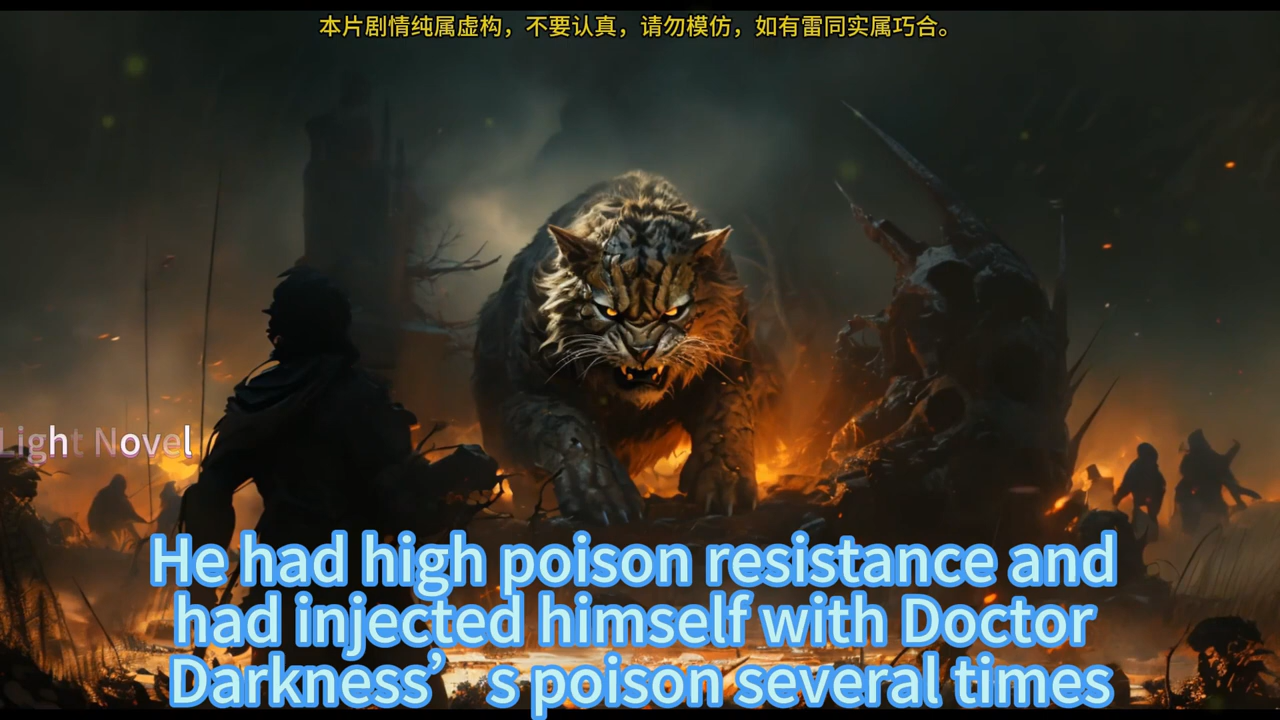 本片剧情纯属虚构，不要认真，请勿模仿，如有雷同实属巧合。
Light Novel
He had high poison resistance and
had injected himself with Doctor
Darkness’s poison several times